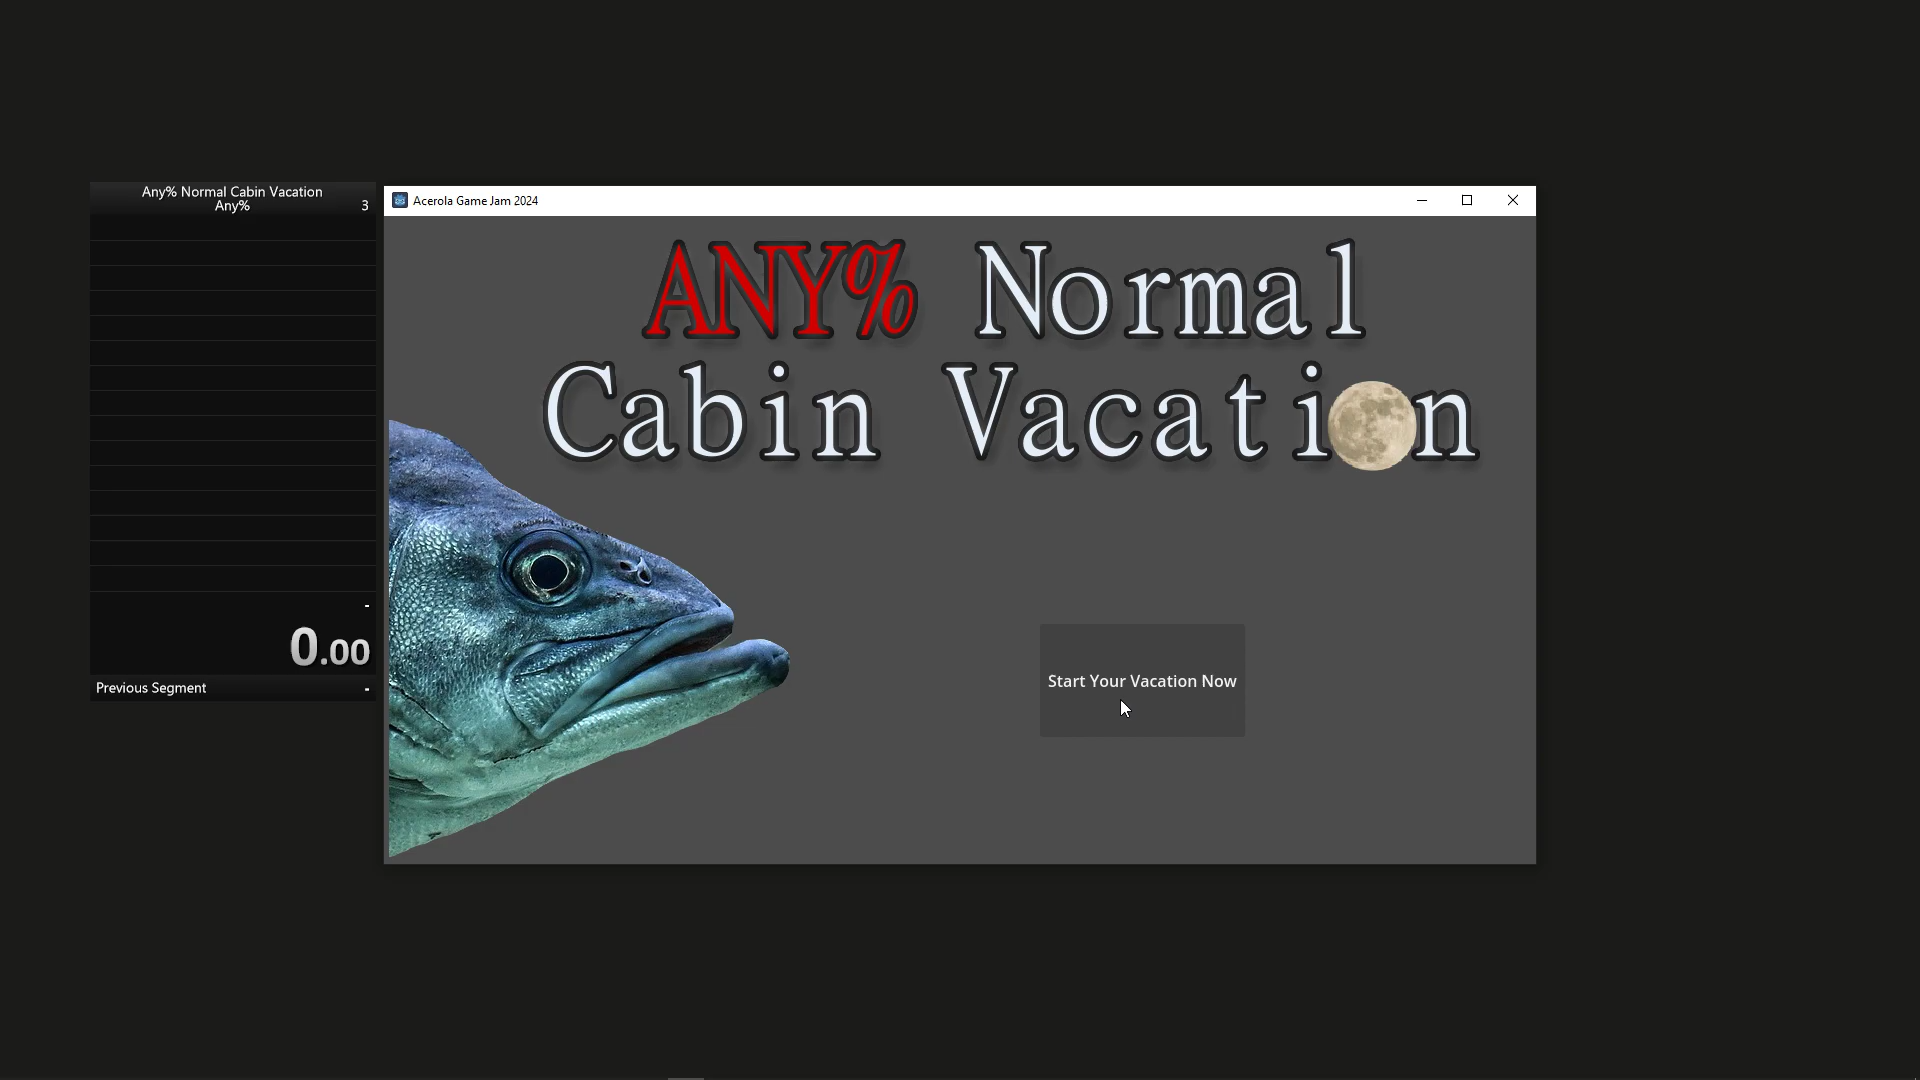 Any% Normal Cabin Vacation
Any% 3
-
0.00
Previous Segment -
Acerola Game Jam 2024
ANY% Normal
Cabin Vacation
Start Your Vacation Now